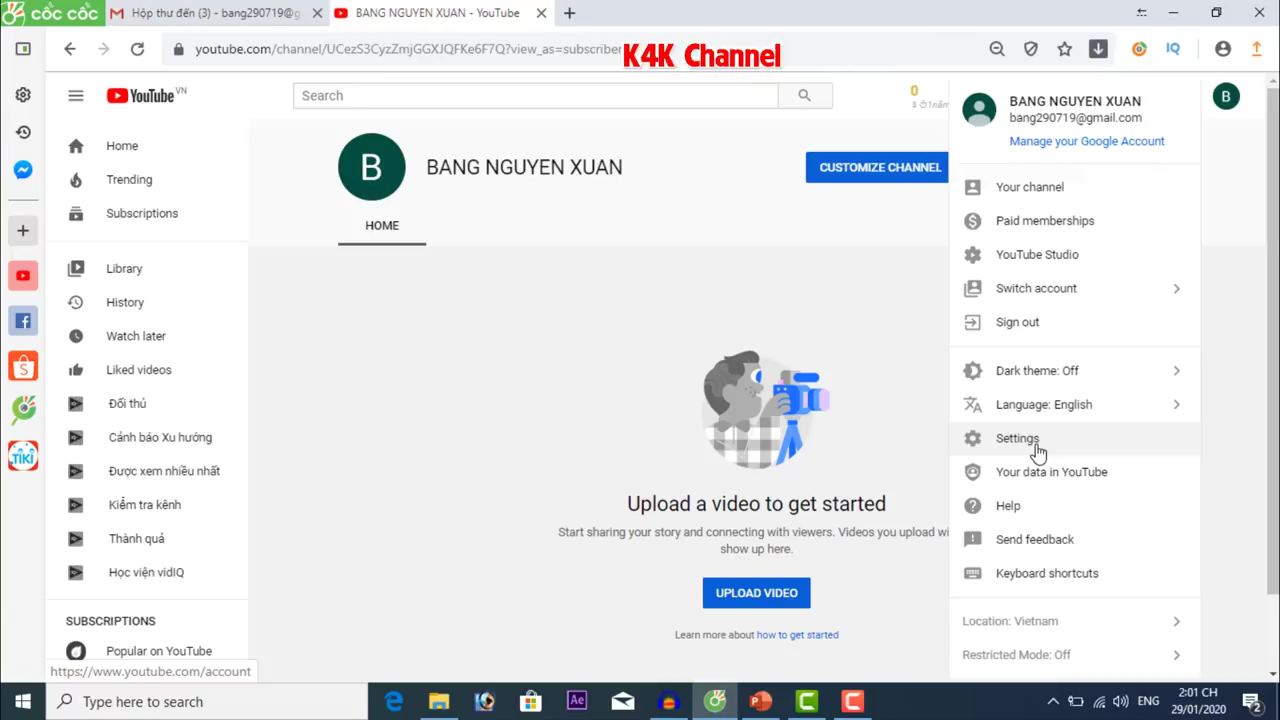 cốc cốc
Hộp thư đến (3) - bang290719@g
BANG NGUYEN XUAN - YouTube
youtube.com/channel/UCezS3CyzZmjGGXJQFKe6F7Q?view_as=subscriber
K4K Channel
IQ
YouTube VN
Search
0
$ ở 1 năm
B
BANG NGUYEN XUAN
bang290719@gmail.com
Manage your Google Account
Home
Trending
Subscriptions
Library
History
Watch later
Liked videos
Đối thủ
Cảnh báo Xu hướng
Được xem nhiều nhất
Kiểm tra kênh
Thành quả
Học viện vidIQ
SUBSCRIPTIONS
Popular on YouTube
https://www.youtube.com/account
B
BANG NGUYEN XUAN
CUSTOMIZE CHANNEL
HOME
Upload a video to get started
Start sharing your story and connecting with viewers. Videos you upload wi
show up here.
UPLOAD VIDEO
Learn more about how to get started
Your channel
Paid memberships
YouTube Studio
Switch account
Sign out
Dark theme: Off
Language: English
Settings
Your data in YouTube
Help
Send feedback
Keyboard shortcuts
Location: Vietnam
Restricted Mode: Off
TIKI
Type here to search
Ae
ENG
2:01 CH
29/01/2020
2